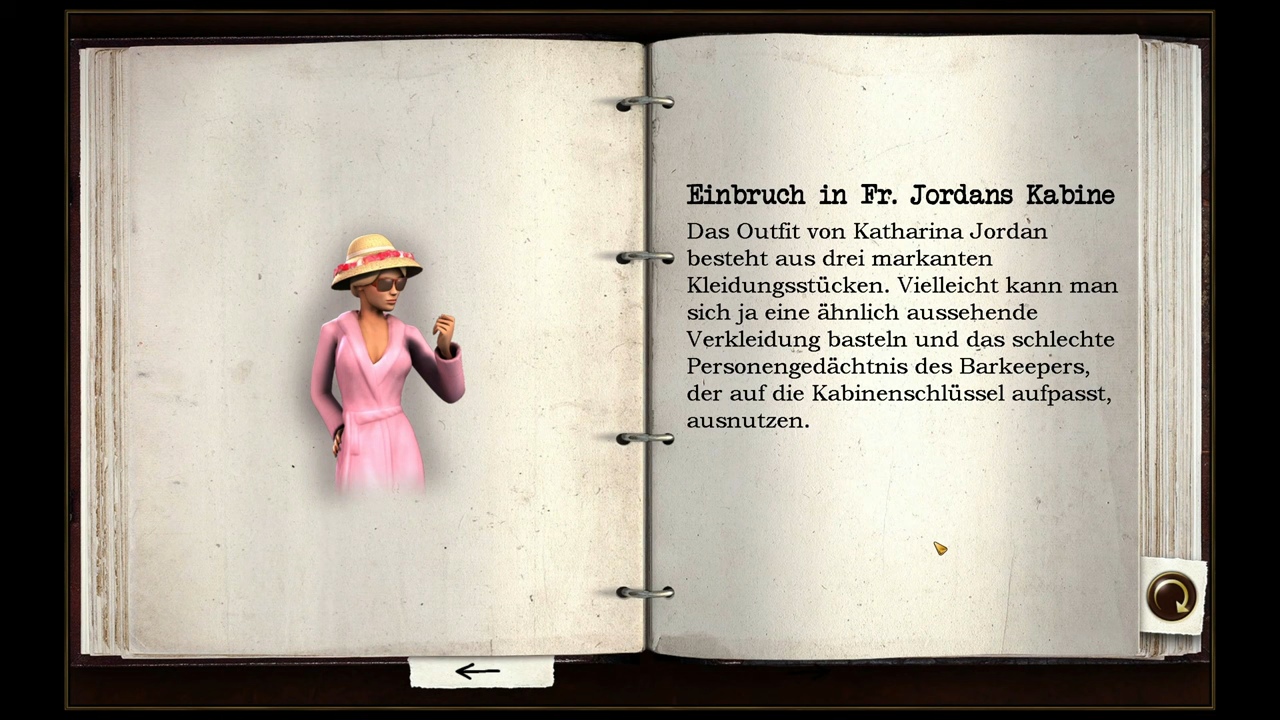 Einbruch in Fr. Jordans Kabine
Das Outfit von Katharina Jordan
besteht aus drei markanten
Kleidungsstücken. Vielleicht kann man
sich ja eine ähnlich aussehende
Verkleidung basteln und das schlechte
Personengedächtnis des Barkeepers,
der auf die Kabinenschlüssel aufpasst,
ausnutzen.